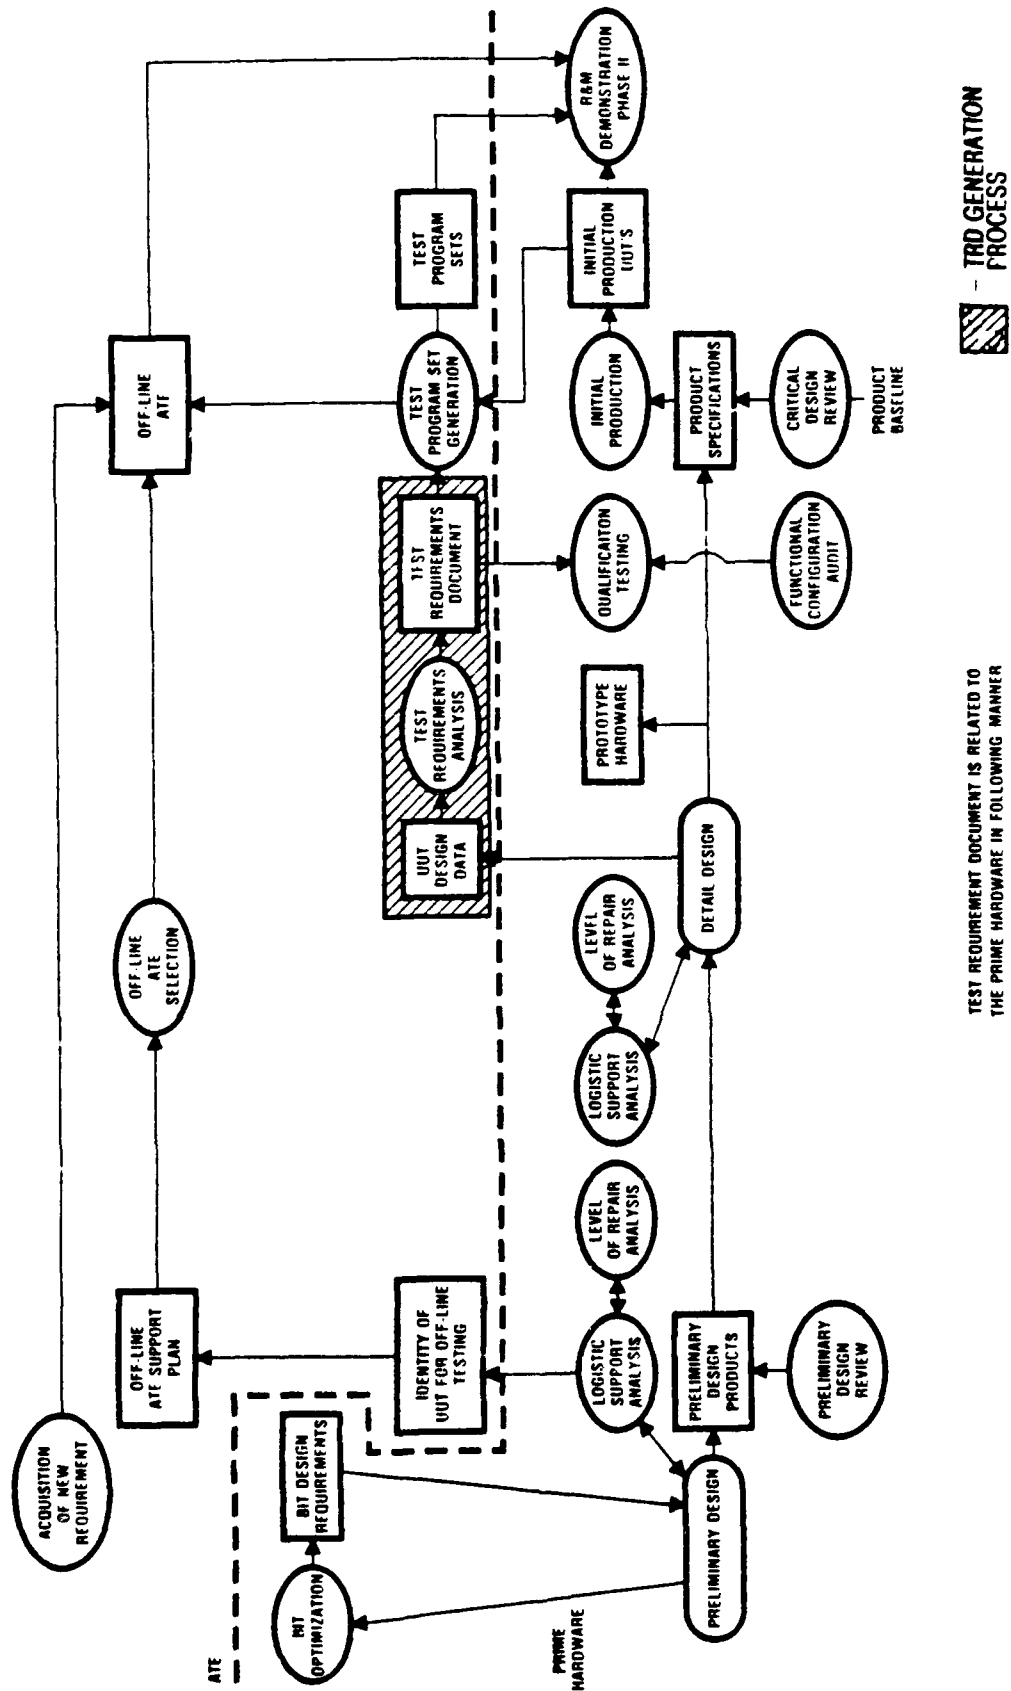 ACQUISITION
OF NEW
REQUIREMENT
OFF-LINE
ATE SUPPORT
PLAN
OFF-LINE
ATE
SELECTION
OFF-LINE
ATE
ATE
BIT
OPTIMIZATION
BIT DESIGN
REQUIREMENTS
IDENTITY OF
UUT FOR OFF-LINE
TESTING
UUT
DESIGN
DATA
TEST
REQUIREMENTS
ANALYSIS
TEST
REQUIREMENTS
DOCUMENT
TEST
PROGRAM SET
GENERATION
TEST
PROGRAM
SETS
PRIME
HARDWARE
LOGISTIC
SUPPORT
ANALYSIS
LEVEL
OF REPAIR
ANALYSIS
LOGISTIC
SUPPORT
ANALYSIS
LEVEL
OF REPAIR
ANALYSIS
PROTOTYPE
HARDWARE
QUALIFICAITON
TESTING
INITIAL
PRODUCTION
INITIAL
PRODUCTION
UUT'S
R&M
DEMONSTRATION
PHASE II
PRELIMINARY DESIGN
PRELIMINARY
DESIGN
PRODUCTS
DETAIL DESIGN
PRODUCT
SPECIFICATIONS
PRELIMINARY
DESIGN
REVIEW
FUNCTIONAL
CONFIGURATION
AUDIT
CRITICAL
DESIGN
REVIEW
PRODUCT
BASELINE
TEST REQUIREMENT DOCUMENT IS RELATED TO
THE PRIME HARDWARE IN FOLLOWING MANNER
– TRD GENERATION
PROCESS